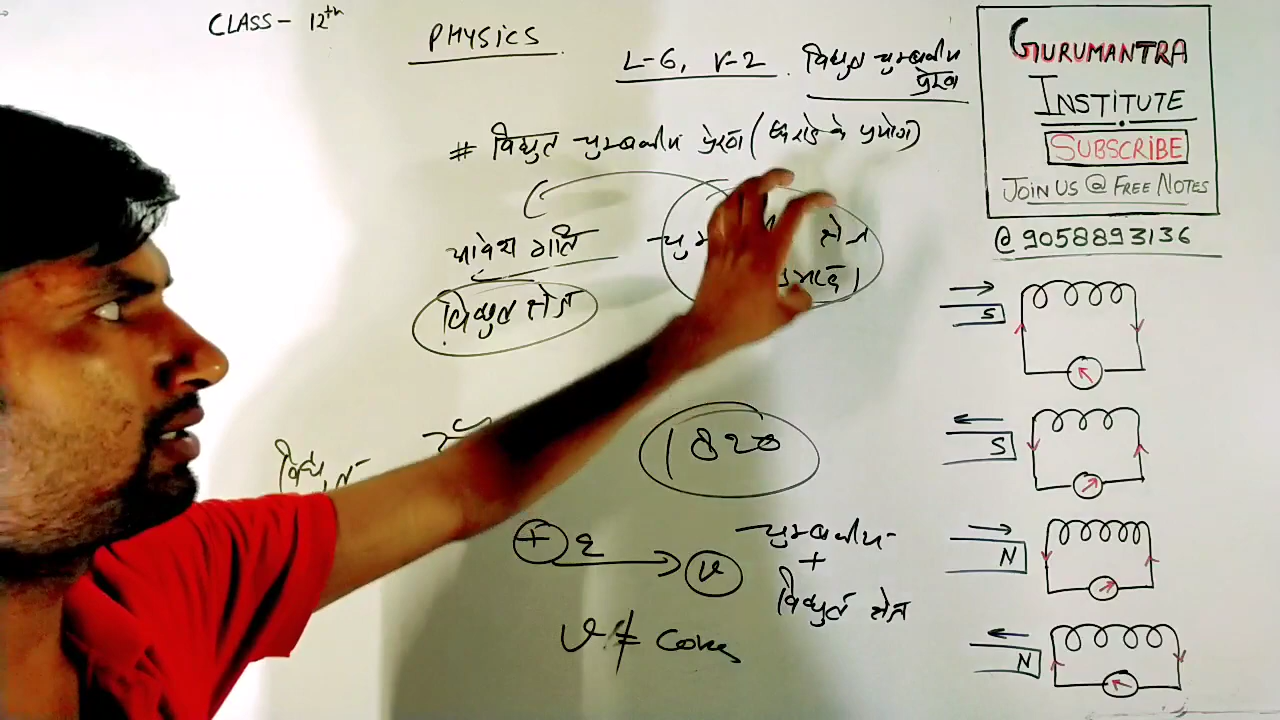 CLASS - 12th
PHYSICS
L-6, V-2. विद्युत चुम्बकीय
प्रेरण
# विद्युत चुम्बकीय प्रेरण (फैराडे के प्रयोग)
आवेश गति
क्षेत्र
विद्युत क्षेत्र
विद्युत
1820
+ q v
चुम्बकीय
+
विद्युत क्षेत्र
v ≠ Cons
GURUMANTRA
INSTITUTE
SUBSCRIBE
JOIN US @ FREE NOTES
@ 9058893136
S
S
N
N